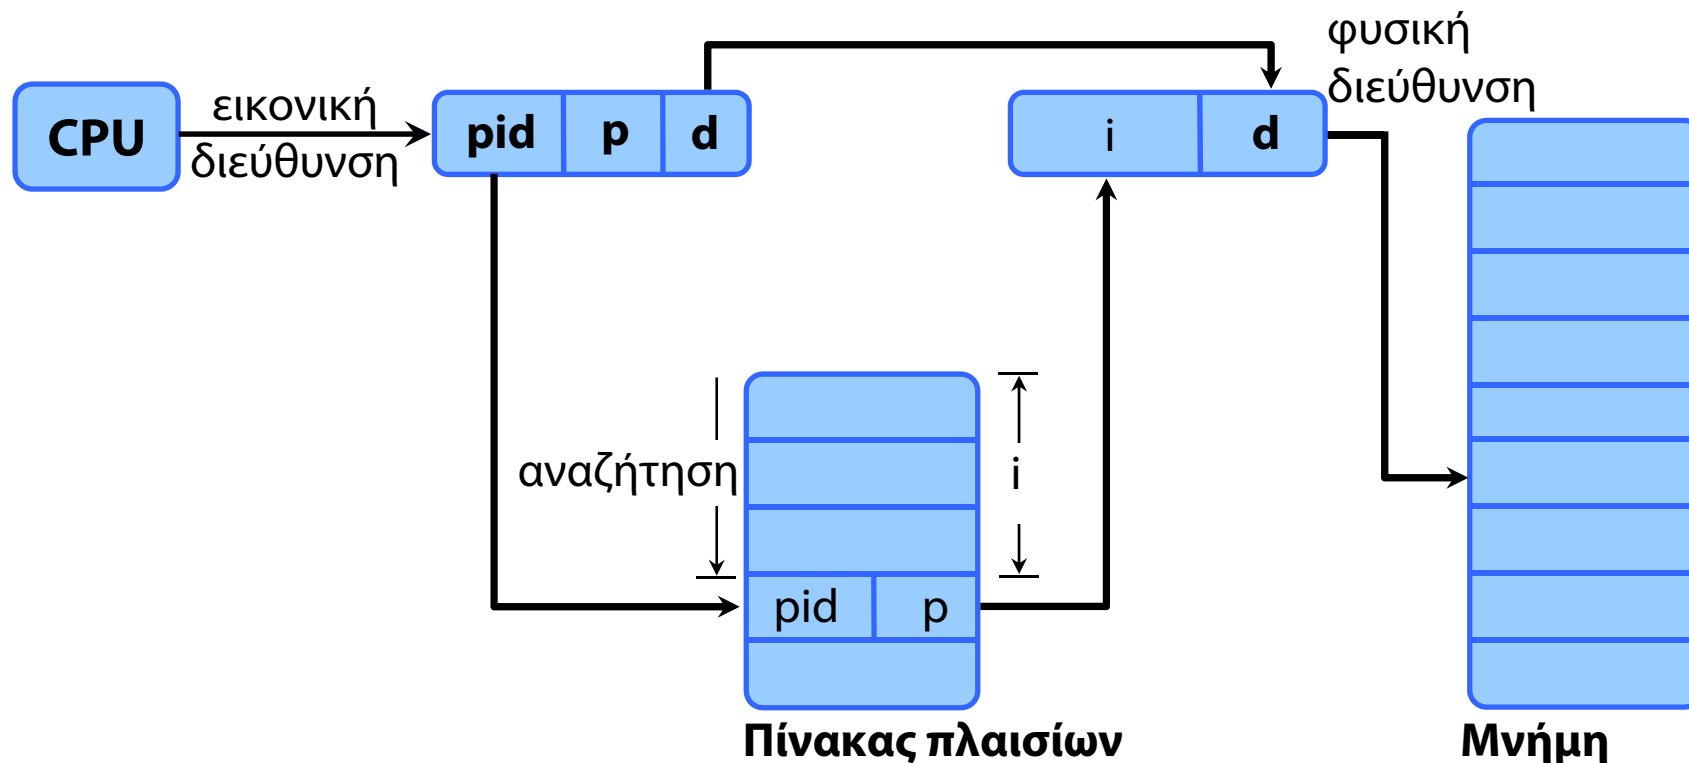 CPU
εικονική
διεύθυνση
pid p d
i d
φυσική
διεύθυνση
αναζήτηση
i
pid p
Πίνακας πλαισίων
Μνήμη